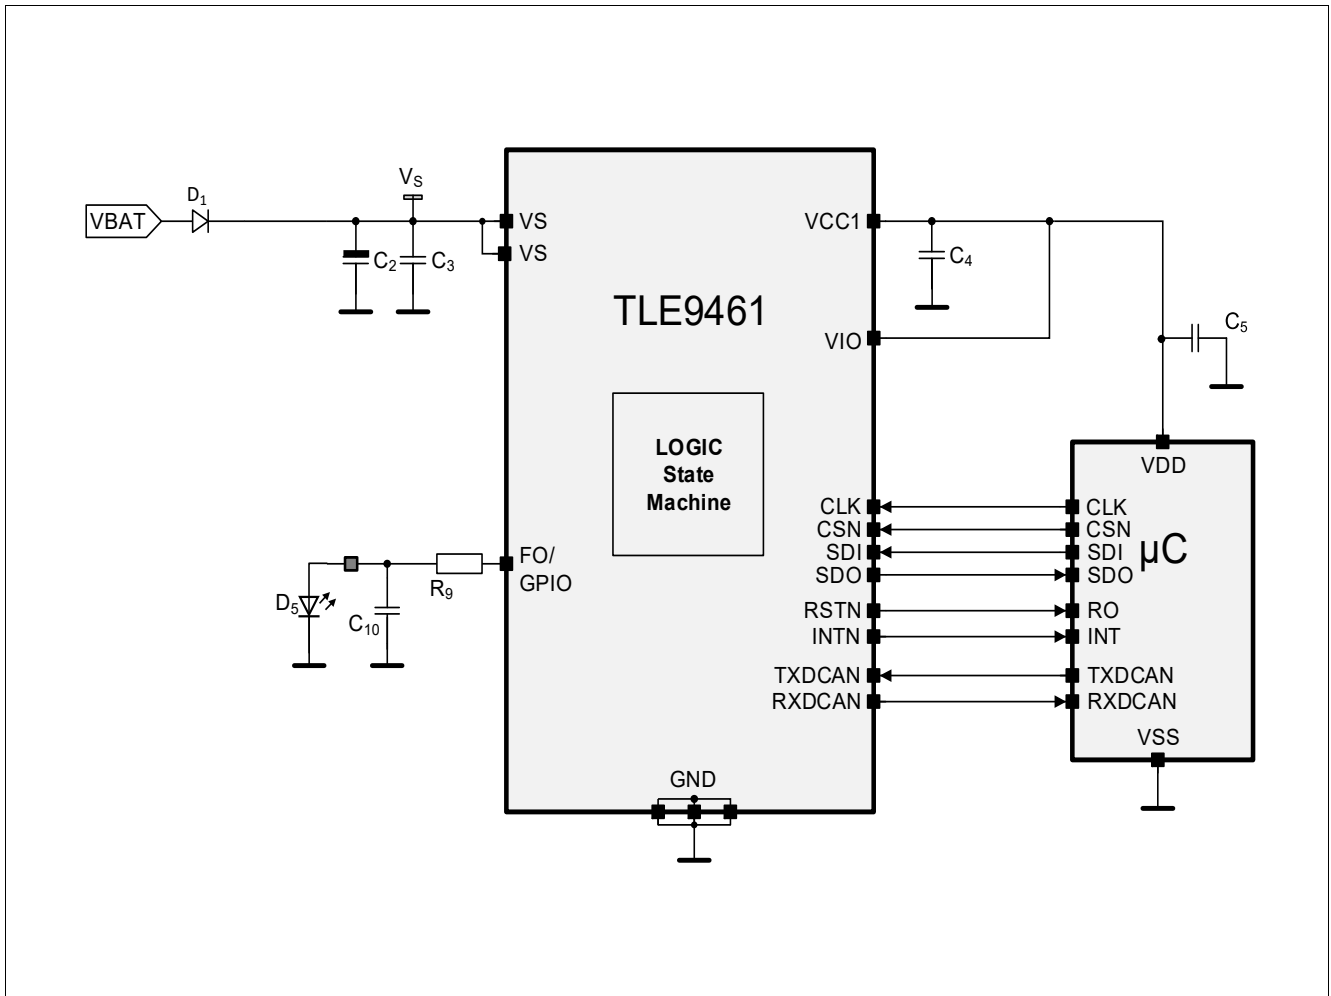 VBAT
D1
VS
C2
C3
VS
VS
TLE9461
LOGIC
State
Machine
FO/
GPIO
R9
D5
C10
GND
VCC1
C4
VIO
C5
CLK
CSN
SDI
SDO
RSTN
INTN
TXDCAN
RXDCAN
VDD
CLK
CSN
SDI
µC
SDO
RO
INT
TXDCAN
RXDCAN
VSS